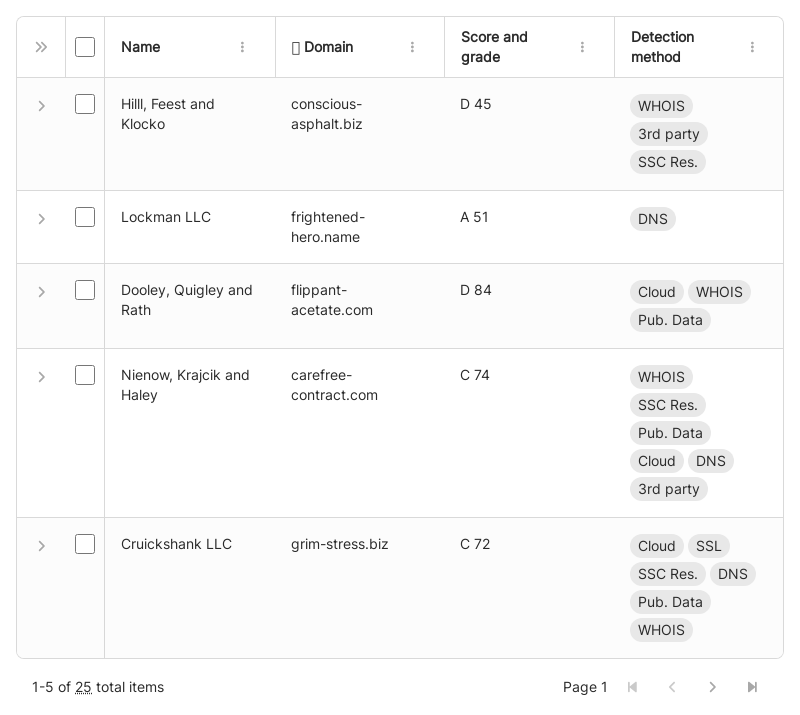 Name
Domain
Score and
grade
Detection
method
Hilll, Feest and
Klocko
conscious-
asphalt.biz
D 45
WHOIS
3rd party
SSC Res.
Lockman LLC
frightened-
hero.name
A 51
DNS
Dooley, Quigley and
Rath
flippant-
acetate.com
D 84
Cloud WHOIS
Pub. Data
Nienow, Krajcik and
Haley
carefree-
contract.com
C 74
WHOIS
SSC Res.
Pub. Data
Cloud DNS
3rd party
Cruickshank LLC
grim-stress.biz
C 72
Cloud SSL
SSC Res. DNS
Pub. Data
WHOIS
1-5 of 25 total items
Page 1